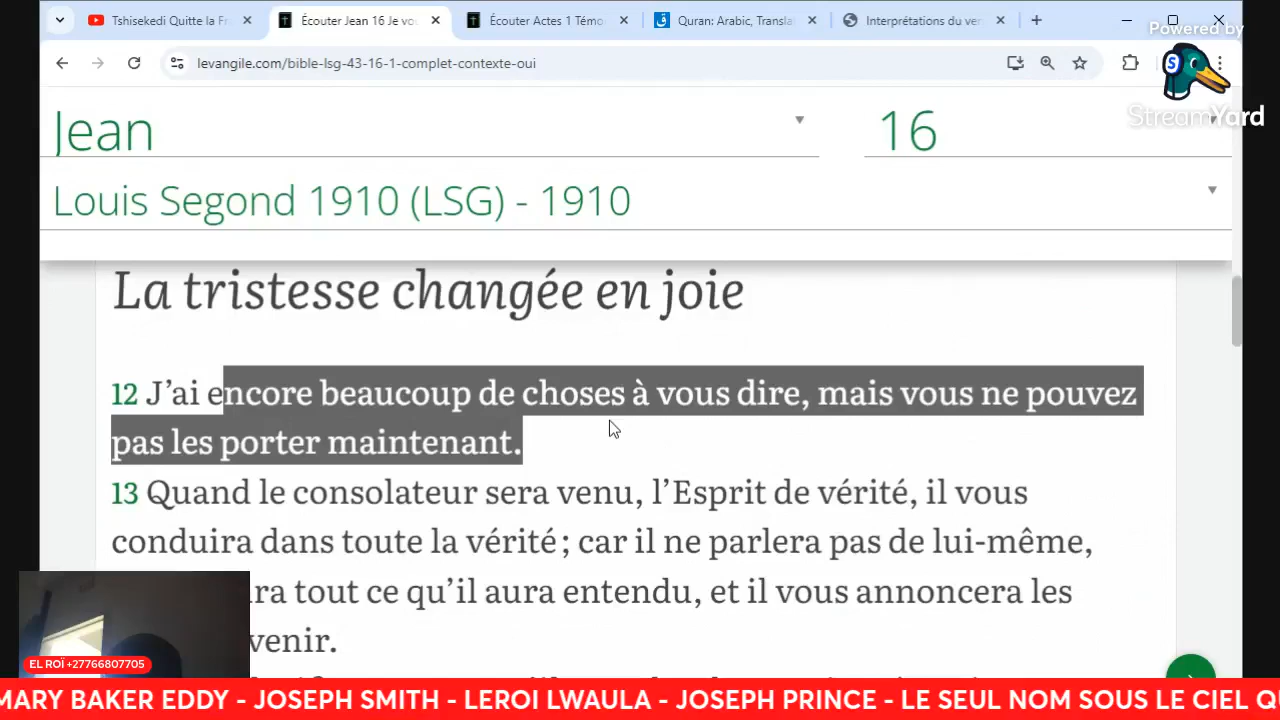 Tshisekedi Quitte la Fr
Écouter Jean 16 Je vou
Écouter Actes 1 Témo
Quran: Arabic, Transla
Interprétations du ver
Powered by
levangile.com/bible-lsg-43-16-1-complet-contexte-oui
StreamYard
Jean
16
Louis Segond 1910 (LSG) - 1910
La tristesse changée en joie
12 J’ai encore beaucoup de choses à vous dire, mais vous ne pouvez
pas les porter maintenant.
13 Quand le consolateur sera venu, l’Esprit de vérité, il vous
conduira dans toute la vérité; car il ne parlera pas de lui-même,
ra tout ce qu’il aura entendu, et il vous annoncera les
venir.
EL ROÏ +27766807705
MARY BAKER EDDY - JOSEPH SMITH - LEROI LWAULA - JOSEPH PRINCE - LE SEUL NOM SOUS LE CIEL Q